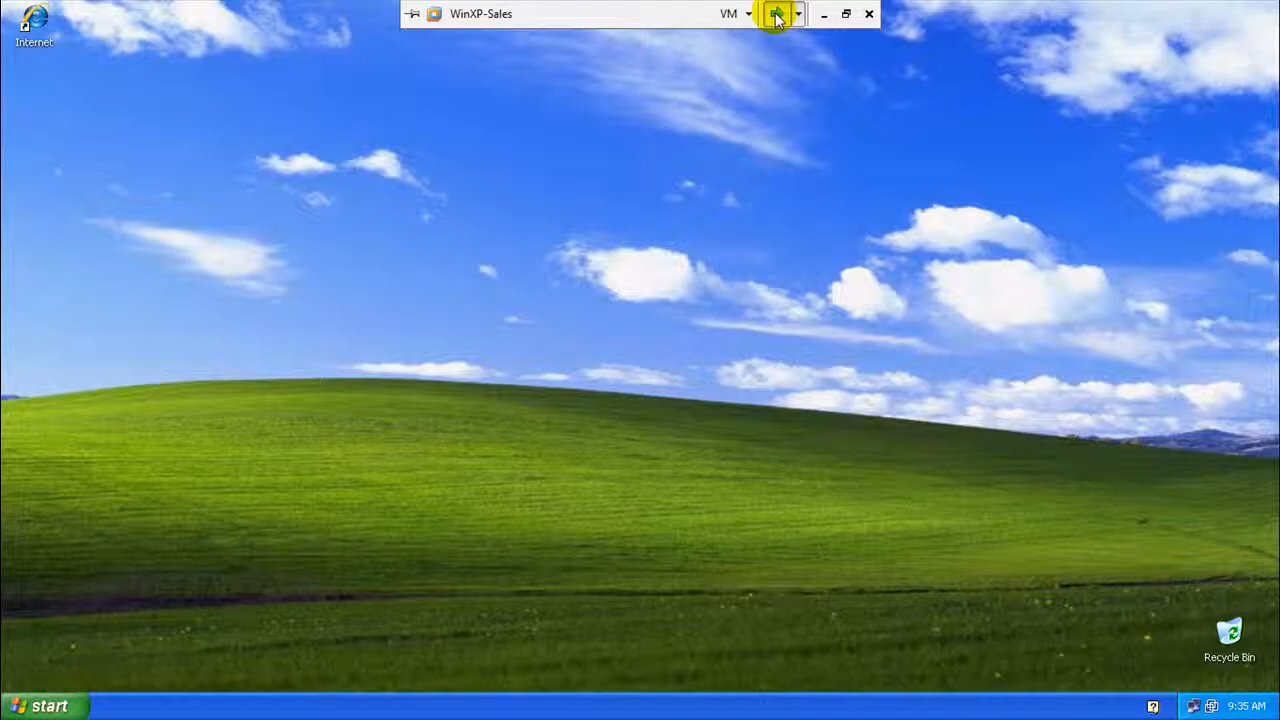 WinXP-Sales
VM
Internet
Recycle Bin
start
9:35 AM